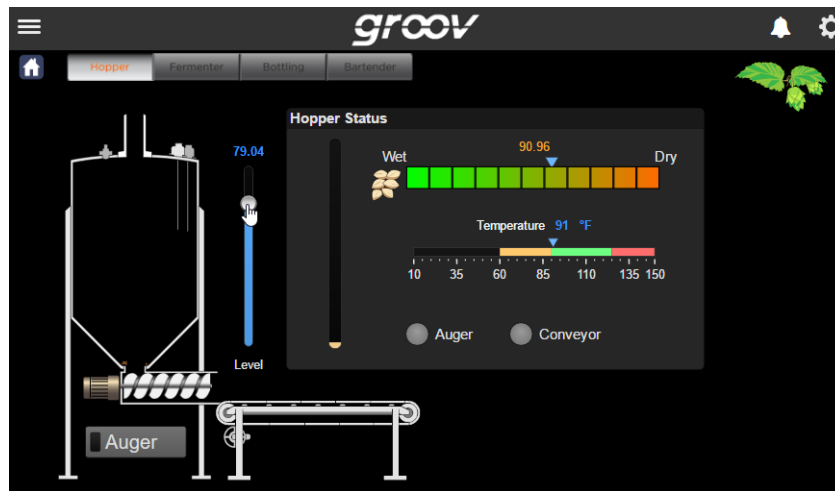 groov
Hopper Fermenter Bottling Bartender
Hopper Status
79.04
90.96
Wet Dry
Temperature 91 °F
10 35 60 85 110 135 150
Auger Conveyor
Level
Auger